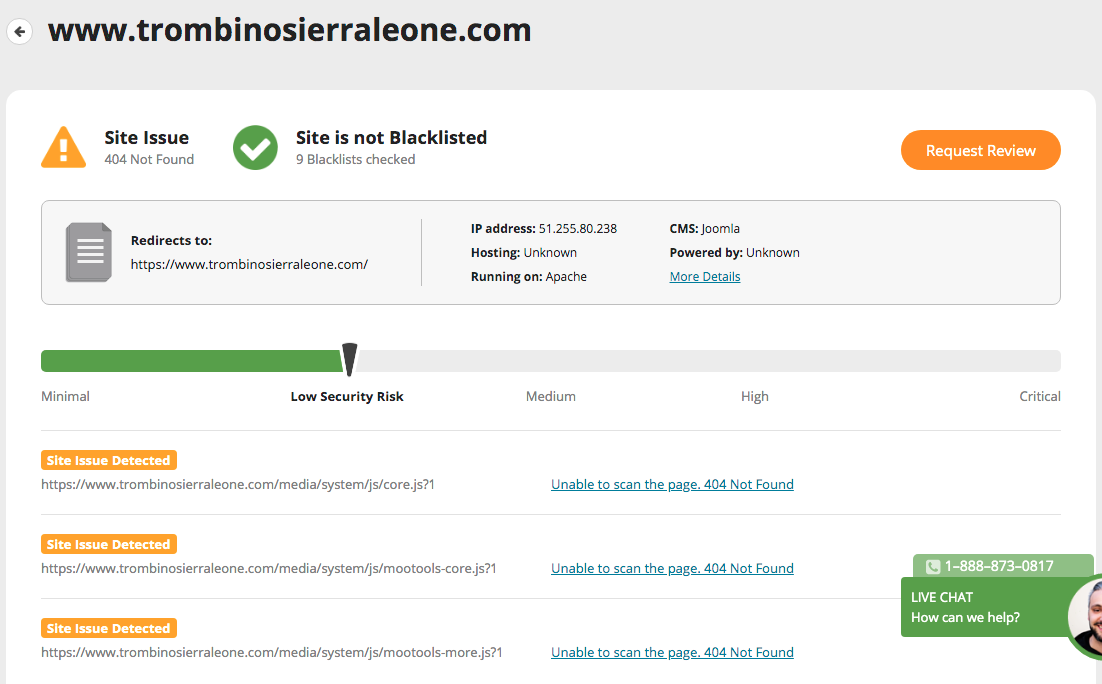 www.trombinosierraleone.com
Site Issue
404 Not Found
Site is not Blacklisted
9 Blacklists checked
Request Review
Redirects to:
https://www.trombinosierraleone.com/
IP address: 51.255.80.238
Hosting: Unknown
Running on: Apache
CMS: Joomla
Powered by: Unknown
More Details
Minimal
Low Security Risk
Medium
High
Critical
Site Issue Detected
https://www.trombinosierraleone.com/media/system/js/core.js?1
Unable to scan the page. 404 Not Found
Site Issue Detected
https://www.trombinosierraleone.com/media/system/js/mootools-core.js?1
Unable to scan the page. 404 Not Found
Site Issue Detected
https://www.trombinosierraleone.com/media/system/js/mootools-more.js?1
Unable to scan the page. 404 Not Found
1–888–873–0817
LIVE CHAT
How can we help?